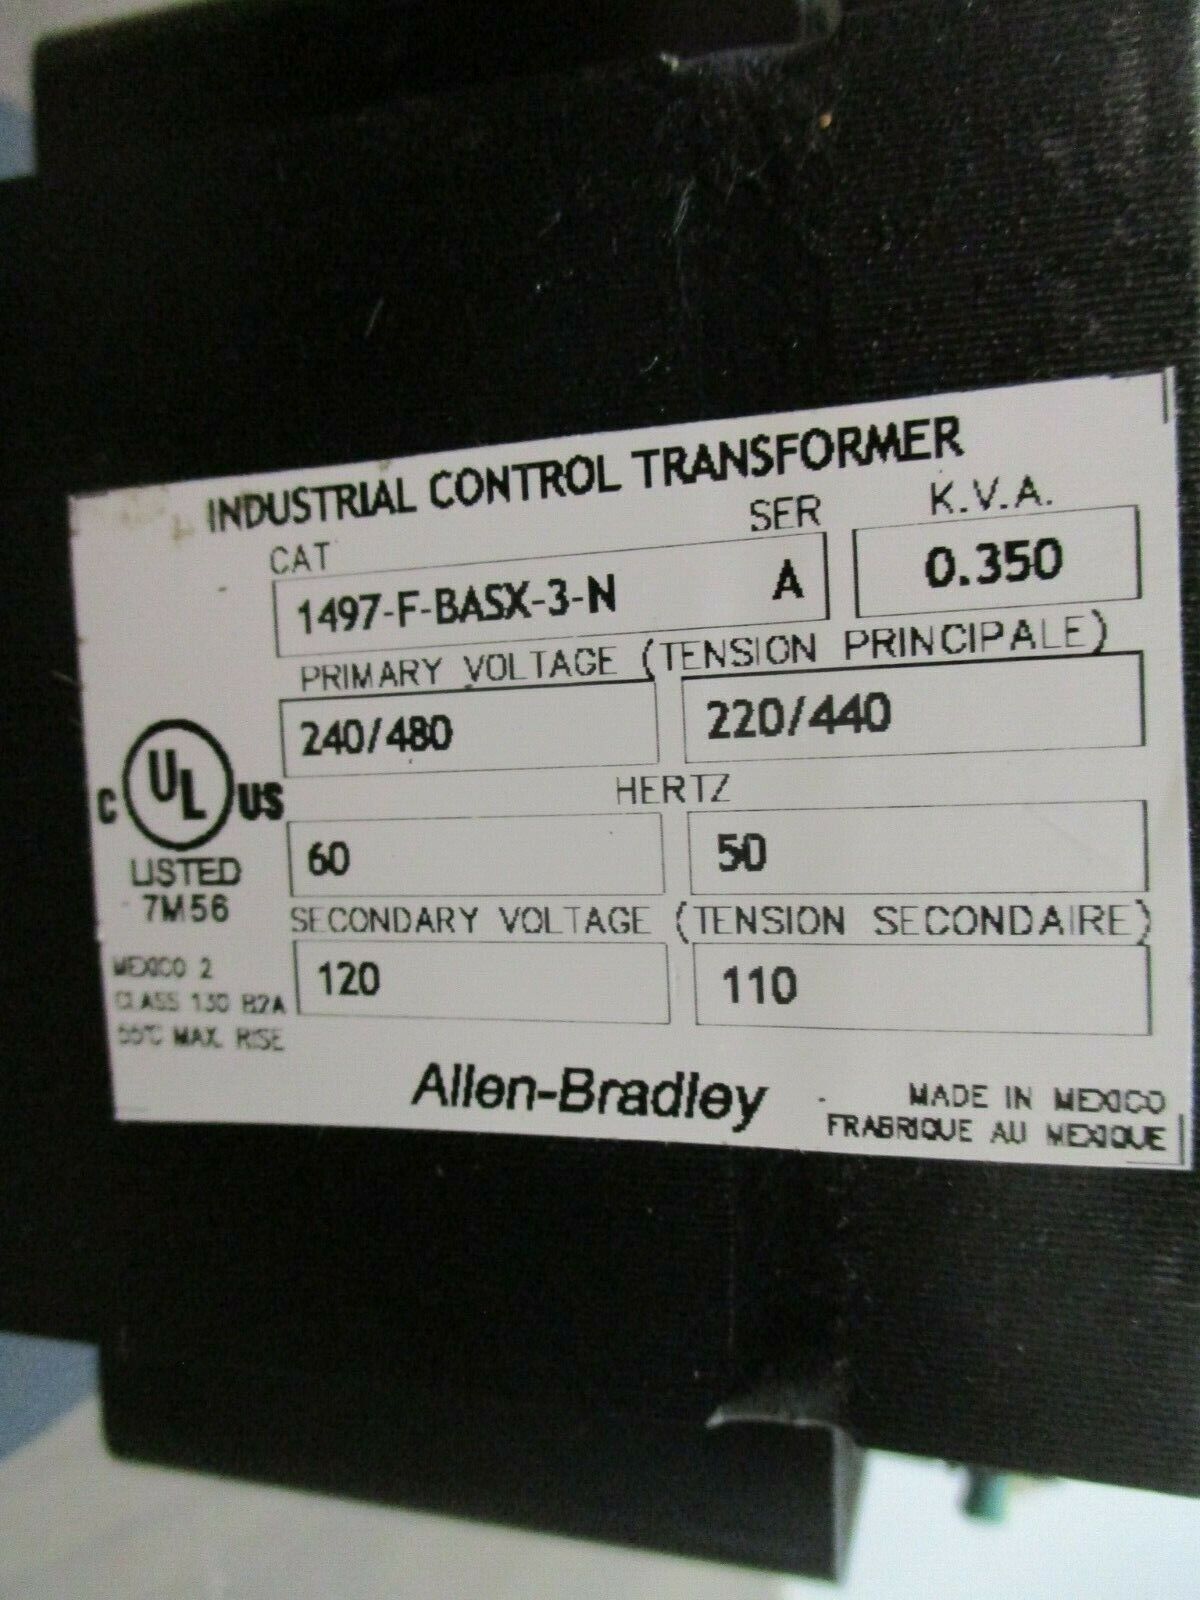 INDUSTRIAL CONTROL TRANSFORMER
CAT SER K.V.A.
1497-F-BASX-3-N A 0.350
PRIMARY VOLTAGE (TENSION PRINCIPALE)
240/480 220/440
HERTZ
60 50
C UL US
LISTED
7M56
SECONDARY VOLTAGE (TENSION SECONDAIRE)
120 110
MEXICO 2
CLASS 130 B2A
55°C MAX. RISE
Allen-Bradley
MADE IN MEXICO
FRABRIQUE AU MEXIQUE